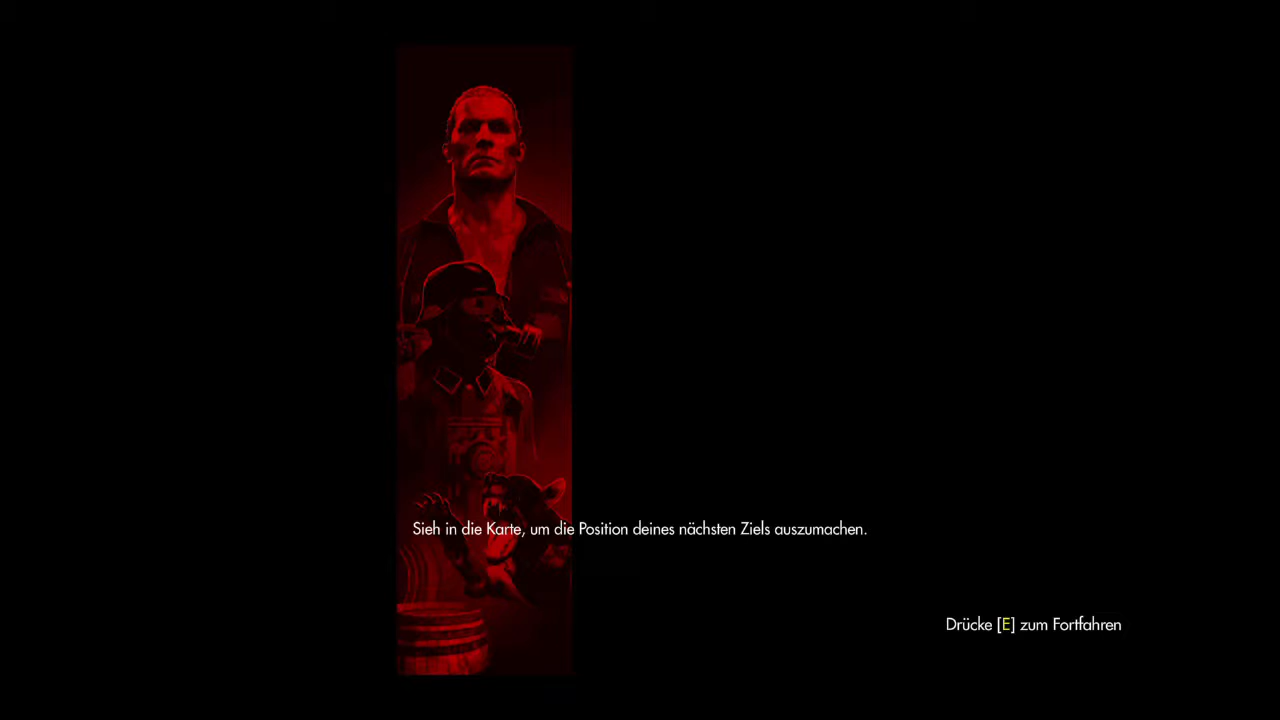 Sieh in die Karte, um die Position deines nächsten Ziels auszumachen.
Drücke [E] zum Fortfahren